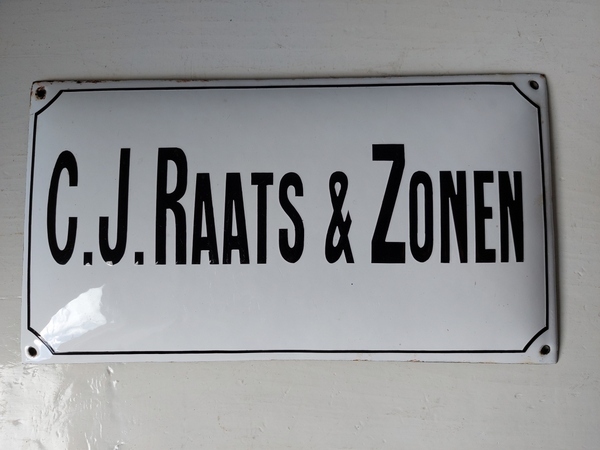 C.J. RAATS & ZONEN